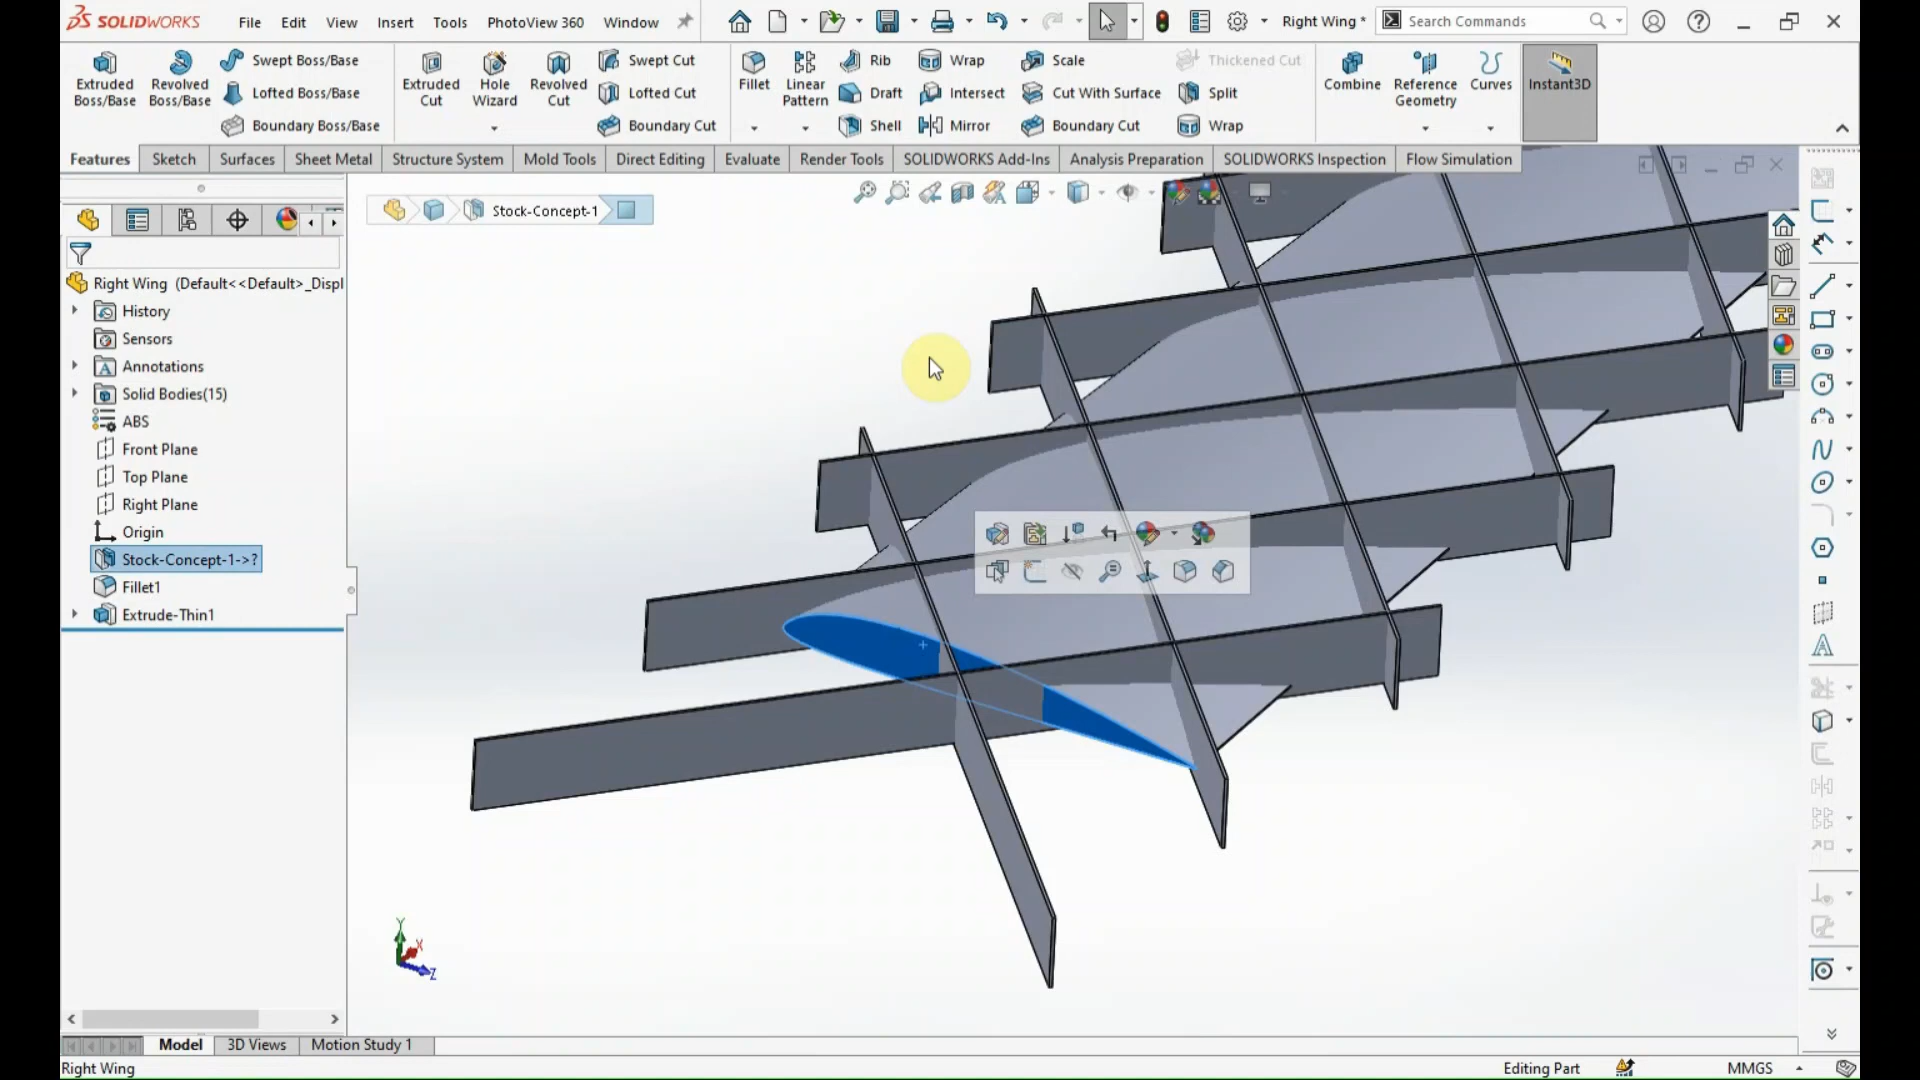 SOLIDWORKS File Edit View Insert Tools PhotoView 360 Window Right Wing * Search Commands
Extruded Boss/Base
Revolved Boss/Base
Swept Boss/Base
Lofted Boss/Base
Boundary Boss/Base
Extruded Cut
Hole Wizard
Revolved Cut
Swept Cut
Lofted Cut
Boundary Cut
Fillet
Linear Pattern
Rib
Draft
Shell
Wrap
Intersect
Mirror
Scale
Cut With Surface
Boundary Cut
Thickened Cut
Split
Wrap
Combine
Reference Geometry
Curves
Instant3D
Features Sketch Surfaces Sheet Metal Structure System Mold Tools Direct Editing Evaluate Render Tools SOLIDWORKS Add-Ins Analysis Preparation SOLIDWORKS Inspection Flow Simulation
Stock-Concept-1
Right Wing (Default<<Default>_Displ
History
Sensors
Annotations
Solid Bodies(15)
ABS
Front Plane
Top Plane
Right Plane
Origin
Stock-Concept-1->?
Fillet1
Extrude-Thin1
Y
X
Z
Model 3D Views Motion Study 1
Right Wing Editing Part MMGS